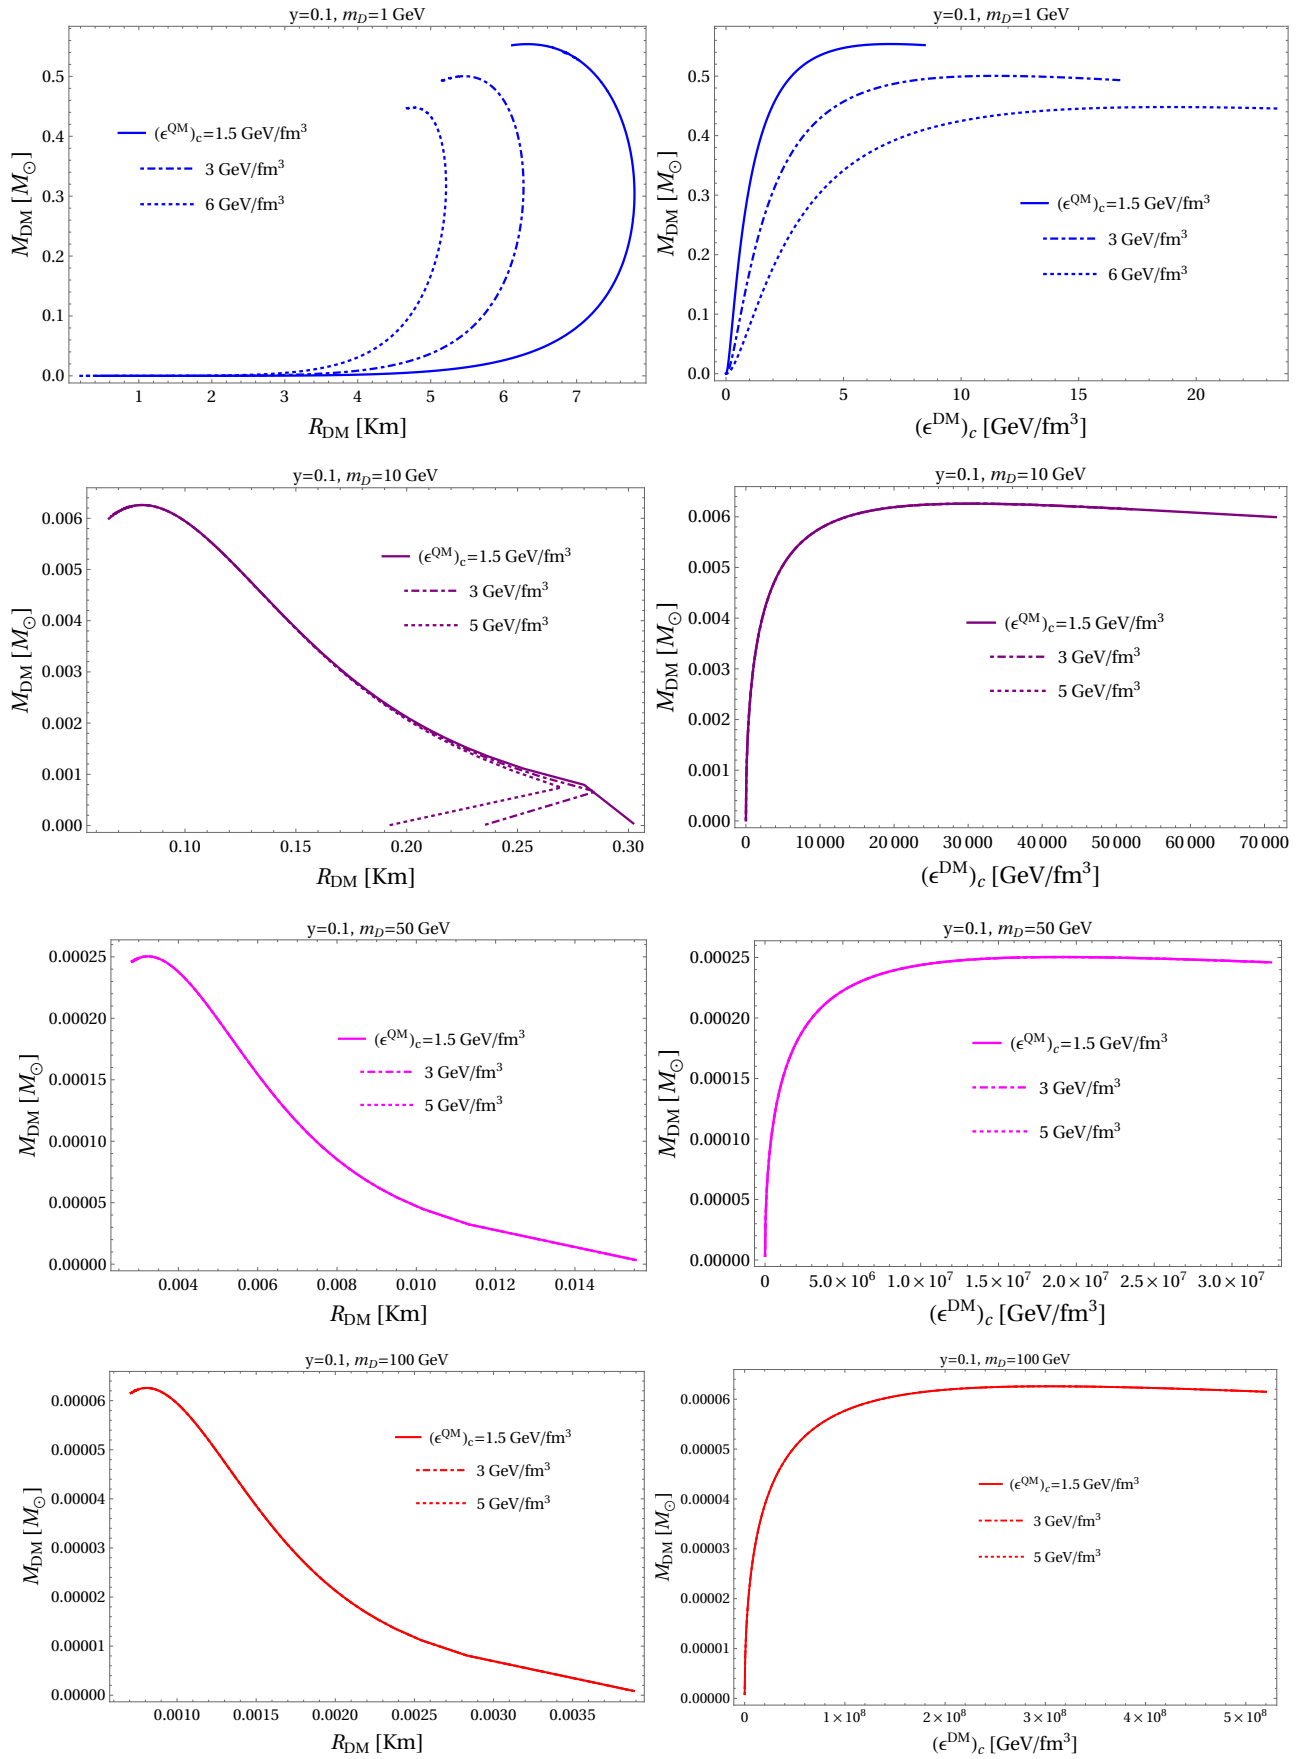 y=0.1, m_D=1 GeV
M_DM [M_⊙]
0.5
0.4
0.3
0.2
0.1
0.0
(ϵ^QM)_c=1.5 GeV/fm³
3 GeV/fm³
6 GeV/fm³
1 2 3 4 5 6 7
R_DM [Km]
y=0.1, m_D=1 GeV
M_DM [M_⊙]
0.5
0.4
0.3
0.2
0.1
0.0
(ϵ^QM)_c=1.5 GeV/fm³
3 GeV/fm³
6 GeV/fm³
0 5 10 15 20
(ϵ^DM)_c [GeV/fm³]
y=0.1, m_D=10 GeV
M_DM [M_⊙]
0.006
0.005
0.004
0.003
0.002
0.001
0.000
(ϵ^QM)_c=1.5 GeV/fm³
3 GeV/fm³
5 GeV/fm³
0.10 0.15 0.20 0.25 0.30
R_DM [Km]
y=0.1, m_D=10 GeV
M_DM [M_⊙]
0.006
0.005
0.004
0.003
0.002
0.001
0.000
(ϵ^QM)_c=1.5 GeV/fm³
3 GeV/fm³
5 GeV/fm³
0 10 000 20 000 30 000 40 000 50 000 60 000 70 000
(ϵ^DM)_c [GeV/fm³]
y=0.1, m_D=50 GeV
M_DM [M_⊙]
0.00025
0.00020
0.00015
0.00010
0.00005
0.00000
(ϵ^QM)_c=1.5 GeV/fm³
3 GeV/fm³
5 GeV/fm³
0.004 0.006 0.008 0.010 0.012 0.014
R_DM [Km]
y=0.1, m_D=50 GeV
M_DM [M_⊙]
0.00025
0.00020
0.00015
0.00010
0.00005
0.00000
(ϵ^QM)_c=1.5 GeV/fm³
3 GeV/fm³
5 GeV/fm³
0 5.0×10⁶ 1.0×10⁷ 1.5×10⁷ 2.0×10⁷ 2.5×10⁷ 3.0×10⁷
(ϵ^DM)_c [GeV/fm³]
y=0.1, m_D=100 GeV
M_DM [M_⊙]
0.00006
0.00005
0.00004
0.00003
0.00002
0.00001
0.00000
(ϵ^QM)_c=1.5 GeV/fm³
3 GeV/fm³
5 GeV/fm³
0.0010 0.0015 0.0020 0.0025 0.0030 0.0035
R_DM [Km]
y=0.1, m_D=100 GeV
M_DM [M_⊙]
0.00006
0.00005
0.00004
0.00003
0.00002
0.00001
0.00000
(ϵ^QM)_c=1.5 GeV/fm³
3 GeV/fm³
5 GeV/fm³
0 1×10⁸ 2×10⁸ 3×10⁸ 4×10⁸ 5×10⁸
(ϵ^DM)_c [GeV/fm³]